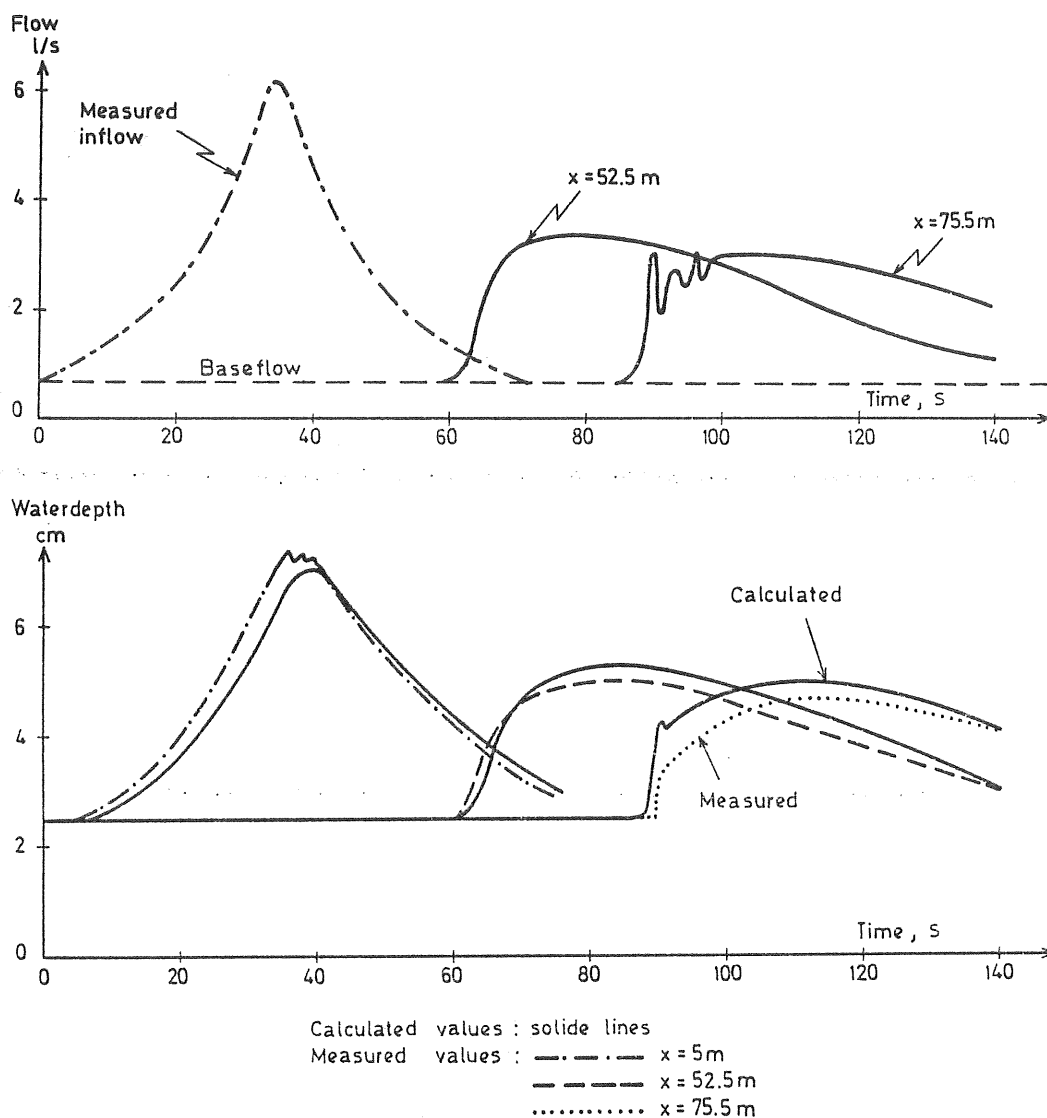 Flow
l/s
6
Measured
inflow
4
x = 52.5 m
x = 75.5 m
2
Baseflow
0
Time, s
0 20 40 60 80 100 120 140
Waterdepth
cm
Calculated
6
4
Measured
2
Time, s
0
0 20 40 60 80 100 120 140
Calculated values : solide lines
Measured values : x = 5m
x = 52.5m
x = 75.5 m